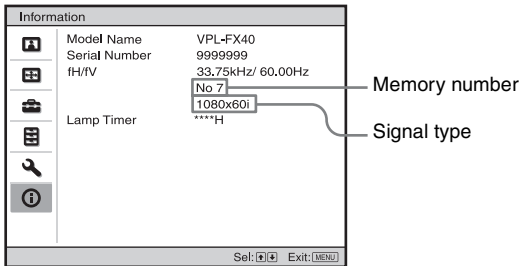 Information
Model Name VPL-FX40
Serial Number 9999999
fH/fV 33.75kHz/ 60.00Hz
No 7
1080x60i
Lamp Timer ****H
Memory number
Signal type
Sel: Exit: MENU